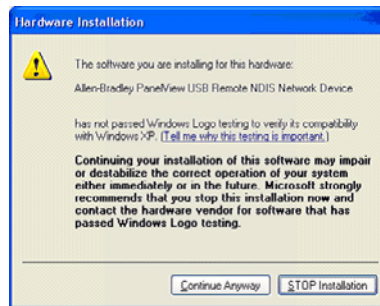 Hardware Installation
The software you are installing for this hardware:
Allen-Bradley PanelView USB Remote NDIS Network Device
has not passed Windows Logo testing to verify its compatibility
with Windows XP. (Tell me why this testing is important.)
Continuing your installation of this software may impair
or destabilize the correct operation of your system
either immediately or in the future. Microsoft strongly
recommends that you stop this installation now and
contact the hardware vendor for software that has
passed Windows Logo testing.
Continue Anyway
STOP Installation